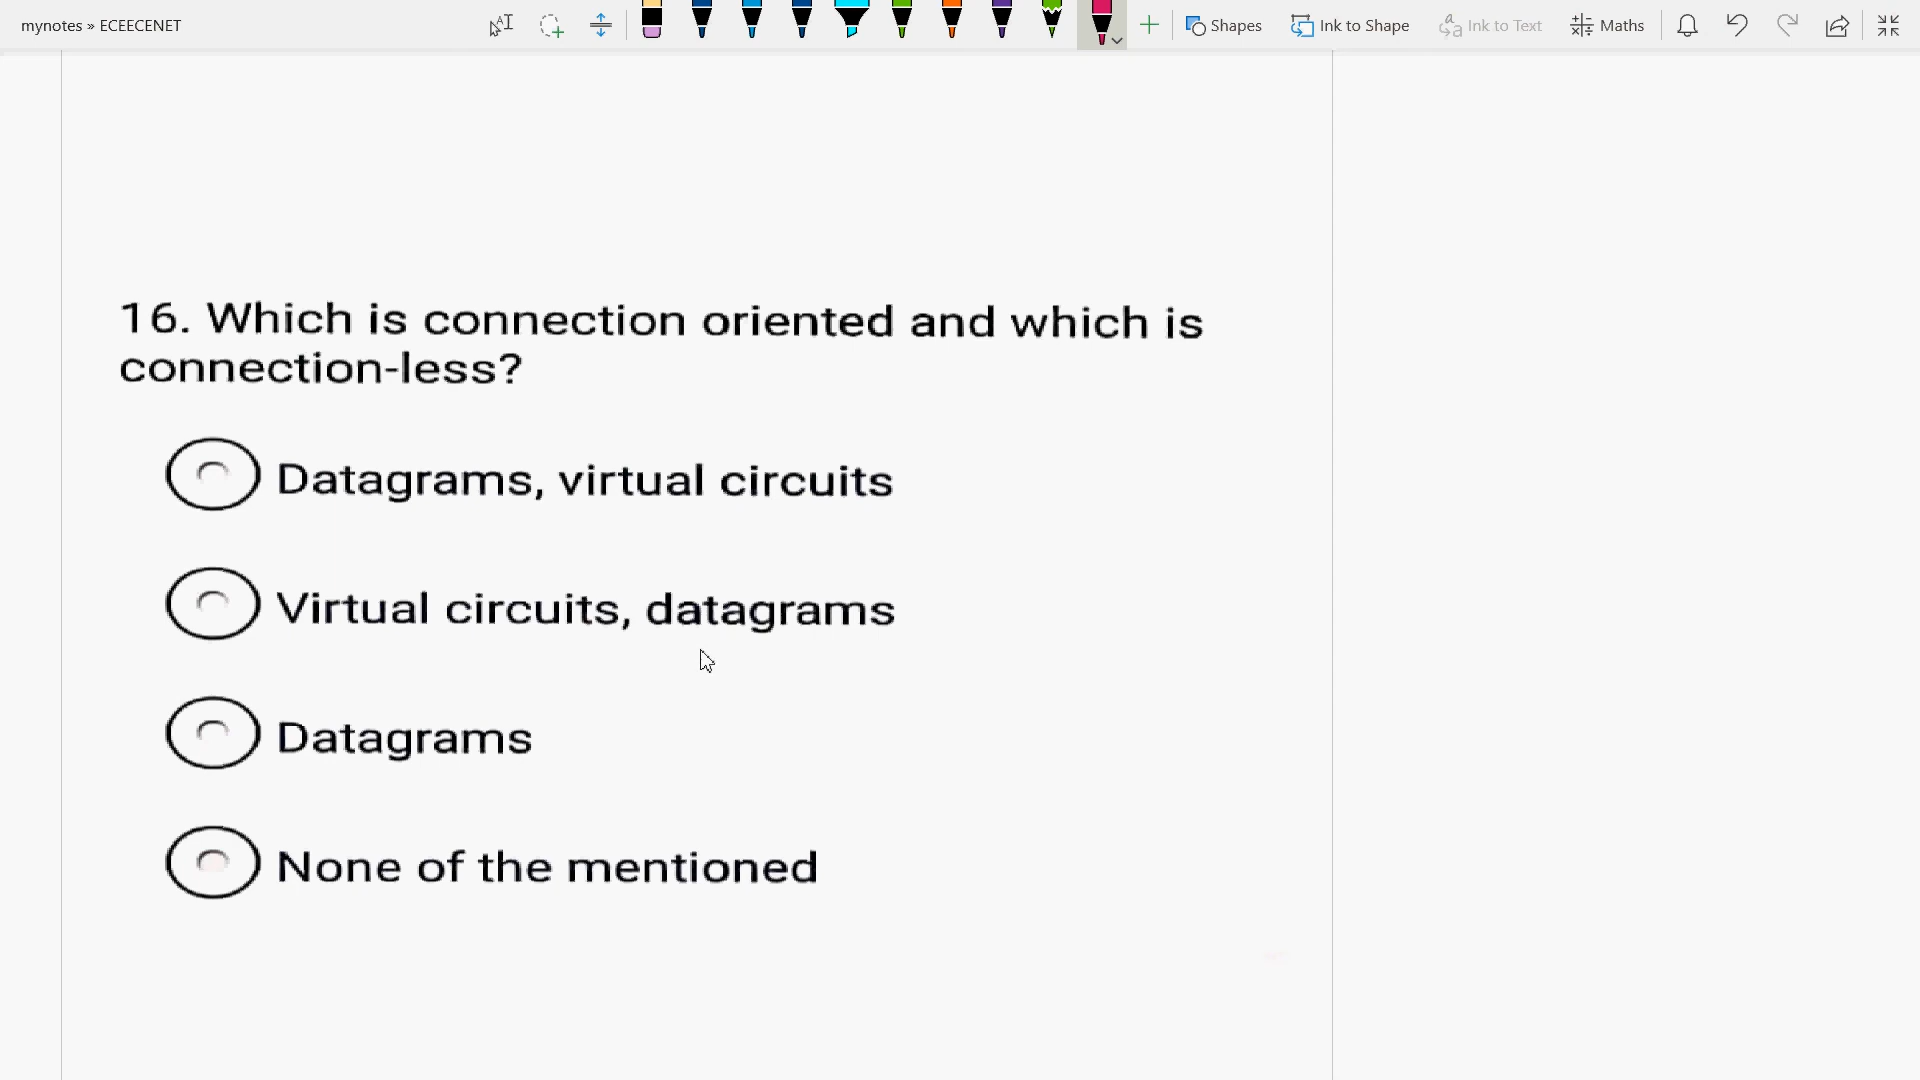 mynotes » ECEECENET
Shapes
Ink to Shape
Ink to Text
Maths
16. Which is connection oriented and which is
connection-less?
Datagrams, virtual circuits
Virtual circuits, datagrams
Datagrams
None of the mentioned